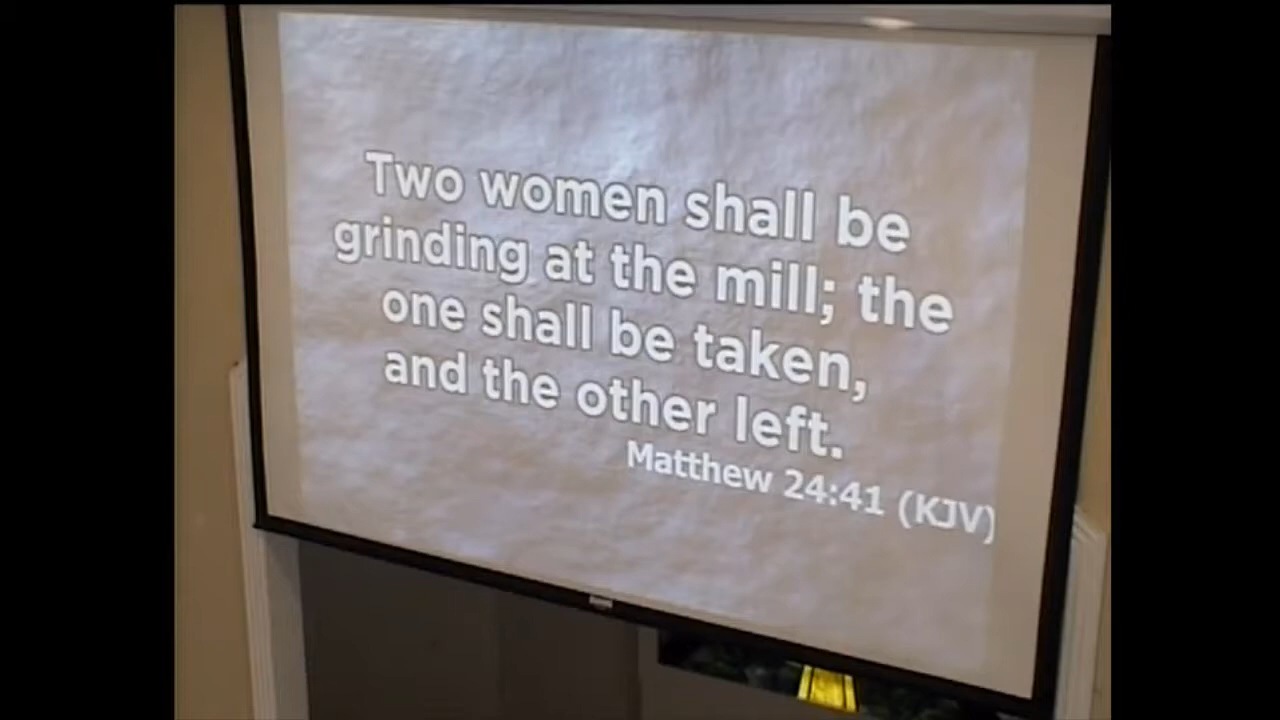 Two women shall be
grinding at the mill; the
one shall be taken,
and the other left.
Matthew 24:41 (KJV)